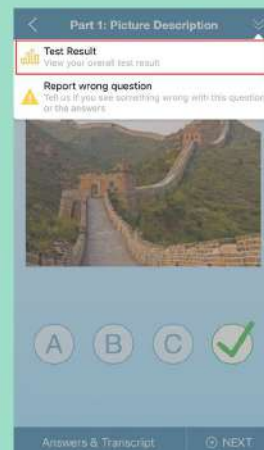 Part 1: Picture Description
Test Result
View your overall test result
Report wrong question
Tell us if you see something wrong with this question
or the answers
A B C
Answers & Transcript
NEXT